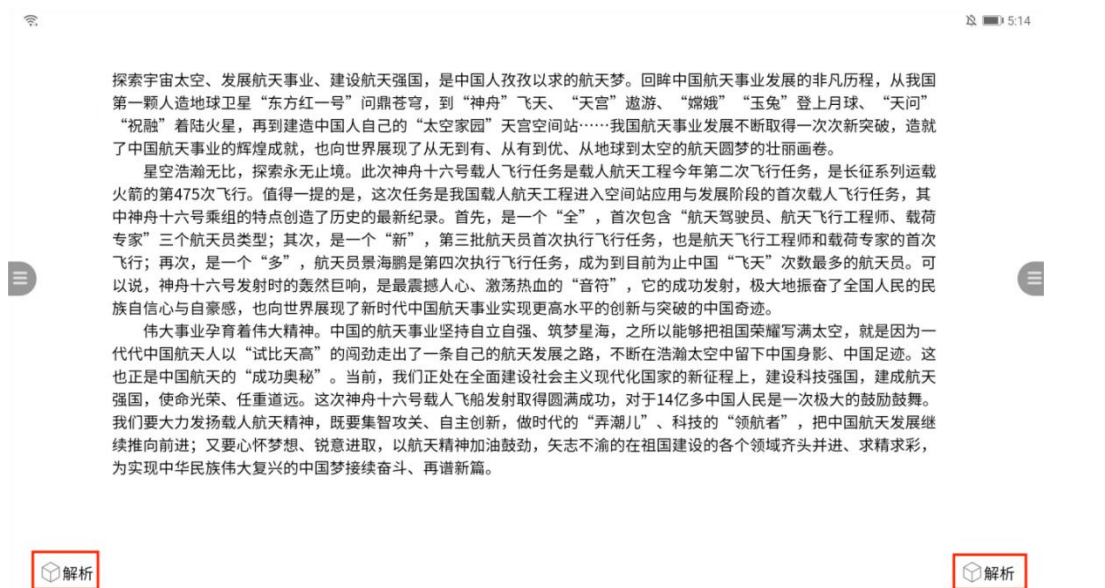 5:14
探索宇宙太空、发展航天事业、建设航天强国，是中国人孜孜以求的航天梦。回眸中国航天事业发展的非凡历程，从我国
第一颗人造地球卫星“东方红一号”问鼎苍穹，到“神舟”飞天、“天宫”遨游、“嫦娥”“玉兔”登上月球、“天问”
“祝融”着陆火星，再到建造中国人自己的“太空家园”天宫空间站……我国航天事业发展不断取得一次次新突破，造就
了中国航天事业的辉煌成就，也向世界展现了从无到有、从有到优、从地球到太空的航天圆梦的壮丽画卷。
星空浩瀚无比，探索永无止境。此次神舟十六号载人飞行任务是载人航天工程今年第二次飞行任务，是长征系列运载
火箭的第475次飞行。值得一提的是，这次任务是我国载人航天工程进入空间站应用与发展阶段的首次载人飞行任务，其
中神舟十六号乘组的特点创造了历史的最新纪录。首先，是一个“全”，首次包含“航天驾驶员、航天飞行工程师、载荷
专家”三个航天员类型；其次，是一个“新”，第三批航天员首次执行飞行任务，也是航天飞行工程师和载荷专家的首次
飞行；再次，是一个“多”，航天员景海鹏是第四次执行飞行任务，成为到目前为止中国“飞天”次数最多的航天员。可
以说，神舟十六号发射时的轰然巨响，是最震撼人心、激荡热血的“音符”，它的成功发射，极大地振奋了全国人民的民
族自信心与自豪感，也向世界展现了新时代中国航天事业实现更高水平的创新与突破的中国奇迹。
伟大事业孕育着伟大精神。中国的航天事业坚持自立自强、筑梦星海，之所以能够把祖国荣耀写满太空，就是因为一
代代中国航天人以“试比天高”的闯劲走出了一条自己的航天发展之路，不断在浩瀚太空中留下中国身影、中国足迹。这
也正是中国航天的“成功奥秘”。当前，我们正处在全面建设社会主义现代化国家的新征程上，建设科技强国，建成航天
强国，使命光荣、任重道远。这次神舟十六号载人飞船发射取得圆满成功，对于14亿多中国人民是一次极大的鼓励鼓舞。
我们要大力发扬载人航天精神，既要集智攻关、自主创新，做时代的“弄潮儿”、科技的“领航者”，把中国航天发展继
续推向前进；又要心怀梦想、锐意进取，以航天精神加油鼓劲，矢志不渝的在祖国建设的各个领域齐头并进、求精求彩，
为实现中华民族伟大复兴的中国梦接续奋斗、再谱新篇。
解析
解析